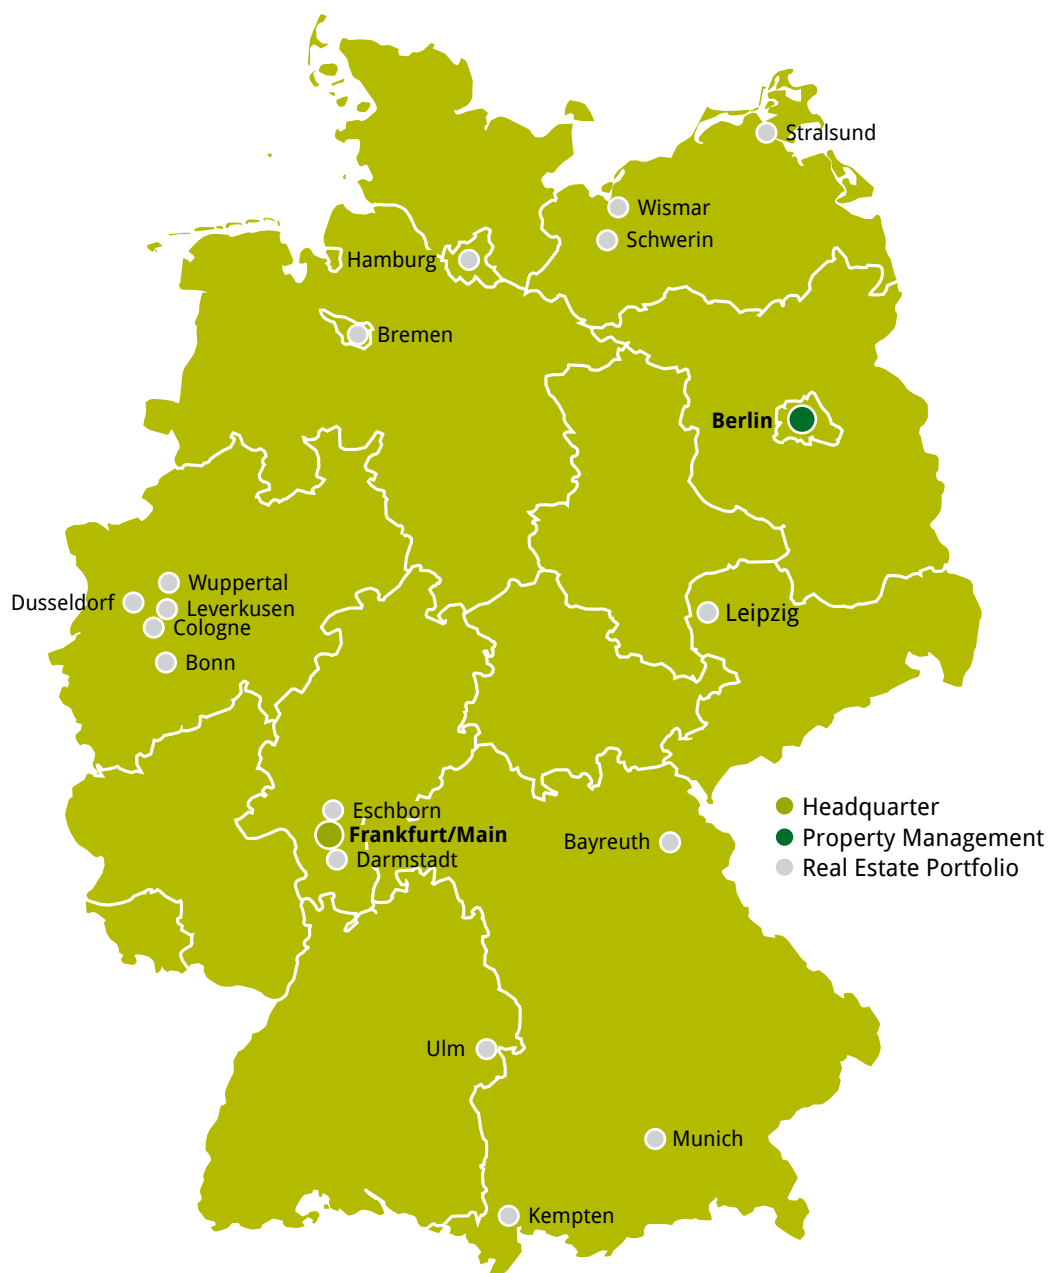 Stralsund
Wismar
Schwerin
Hamburg
Bremen
Berlin
Wuppertal
Dusseldorf
Leverkusen
Cologne
Leipzig
Bonn
Eschborn
Frankfurt/Main
Darmstadt
Bayreuth
Headquarter
Property Management
Real Estate Portfolio
Ulm
Munich
Kempten